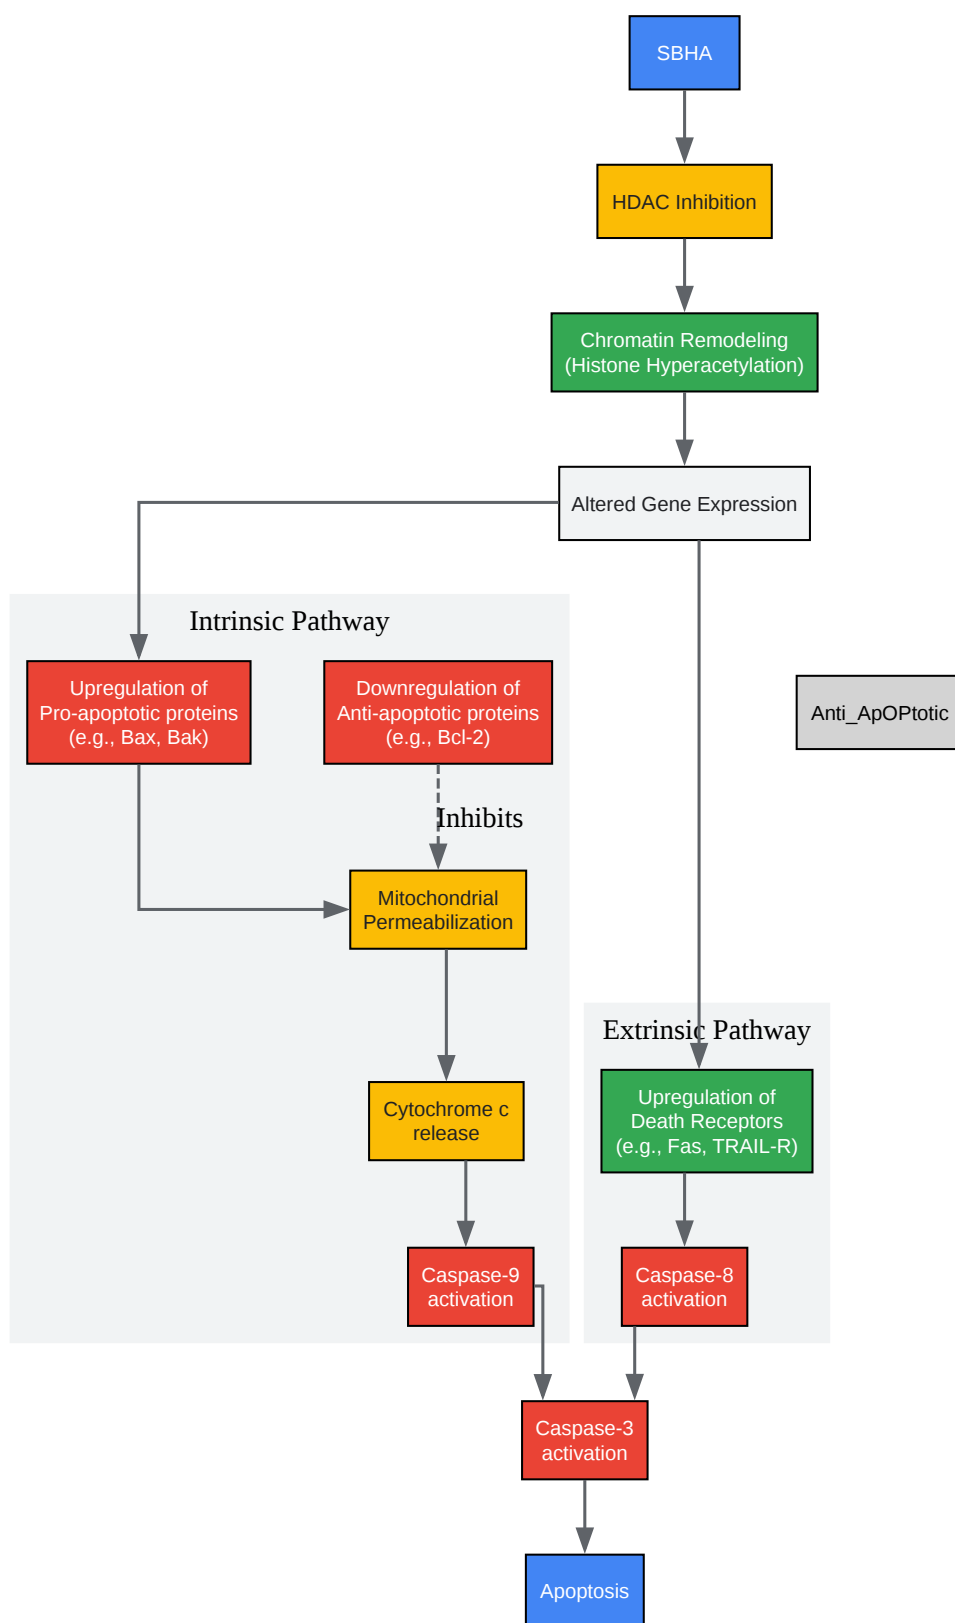 SBHA
HDAC Inhibition
Chromatin Remodeling
(Histone Hyperacetylation)
Altered Gene Expression
Intrinsic Pathway
Upregulation of
Pro-apoptotic proteins
(e.g., Bax, Bak)
Downregulation of
Anti-apoptotic proteins
(e.g., Bcl-2)
Anti_ApOPtotic
Inhibits
Mitochondrial
Permeabilization
Extrinsic Pathway
Upregulation of
Death Receptors
(e.g., Fas, TRAIL-R)
Cytochrome c
release
Caspase-9
activation
Caspase-8
activation
Caspase-3
activation
Apoptosis